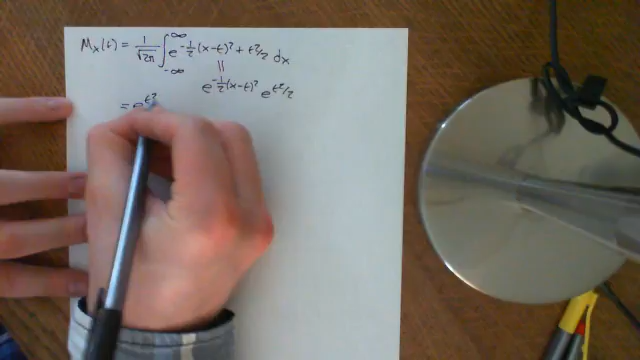 Mx(t) = 1/√2π ∫_-∞^∞ e^(-1/2(x-t)² + t²/2) dx
||
e^(-1/2(x-t)²) e^(t²/2)
= e^(t²